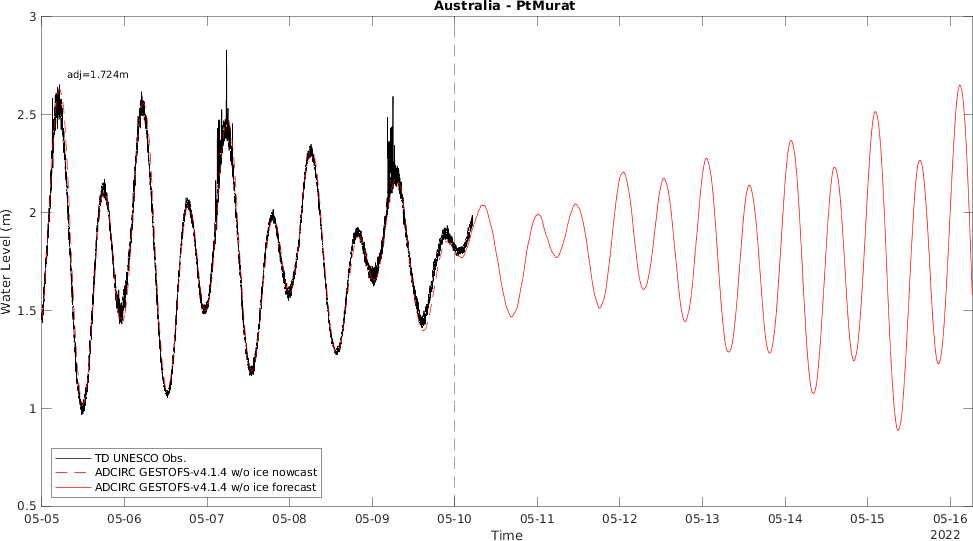 Australia - PtMurat
3
adj=1.724m
2.5
2
Water Level (m)
1.5
1
TD UNESCO Obs.
ADCIRC GESTOFS-v4.1.4 w/o ice nowcast
ADCIRC GESTOFS-v4.1.4 w/o ice forecast
0.5
05-05 05-06 05-07 05-08 05-09 05-10 05-11 05-12 05-13 05-14 05-15 05-16
Time
2022